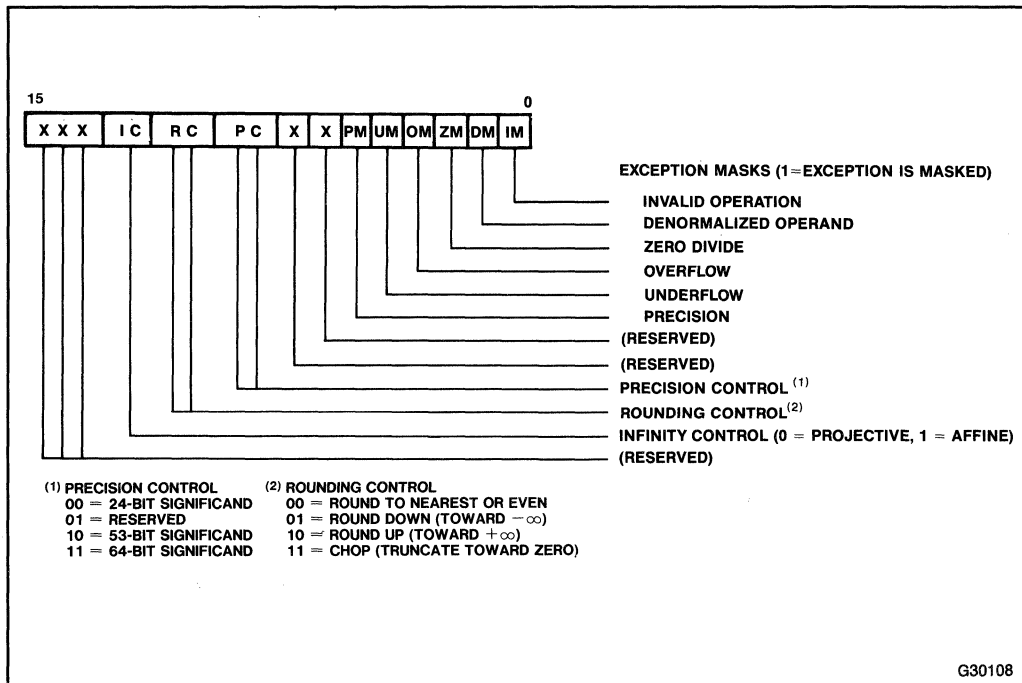 15 0
X X X I C R C P C X X PM UM OM ZM DM IM
EXCEPTION MASKS (1=EXCEPTION IS MASKED)
INVALID OPERATION
DENORMALIZED OPERAND
ZERO DIVIDE
OVERFLOW
UNDERFLOW
PRECISION
(RESERVED)
(RESERVED)
PRECISION CONTROL (1)
ROUNDING CONTROL (2)
INFINITY CONTROL (0 = PROJECTIVE, 1 = AFFINE)
(RESERVED)
(1) PRECISION CONTROL
00 = 24-BIT SIGNIFICAND
01 = RESERVED
10 = 53-BIT SIGNIFICAND
11 = 64-BIT SIGNIFICAND
(2) ROUNDING CONTROL
00 = ROUND TO NEAREST OR EVEN
01 = ROUND DOWN (TOWARD −∞)
10 = ROUND UP (TOWARD +∞)
11 = CHOP (TRUNCATE TOWARD ZERO)
G30108